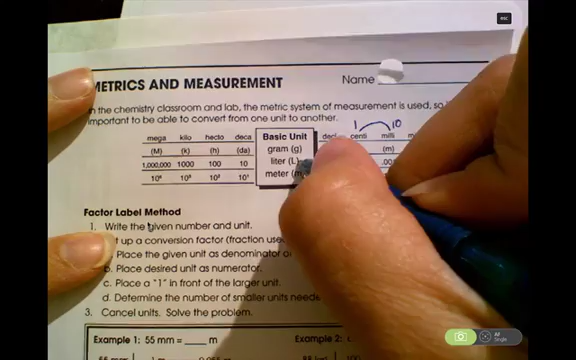 METRICS AND MEASUREMENT
Name
In the chemistry classroom and lab, the metric system of measurement is used, so
important to be able to convert from one unit to another.
1 10
mega kilo hecto deca Basic Unit deci centi milli
(M) (k) (h) (da) gram (g) (m)
1,000,000 1000 100 10 liter (L) .00
10⁶ 10³ 10² 10¹ meter (m
Factor Label Method
1. Write the given number and unit.
up a conversion factor (fraction use
Place the given unit as denominator o
b. Place desired unit as numerator.
c. Place a "1" in front of the larger unit.
d. Determine the number of smaller units neede
3. Cancel units. Solve the problem.
Example 1: 55 mm = ____ m
Example 2:
55 mm 1 m